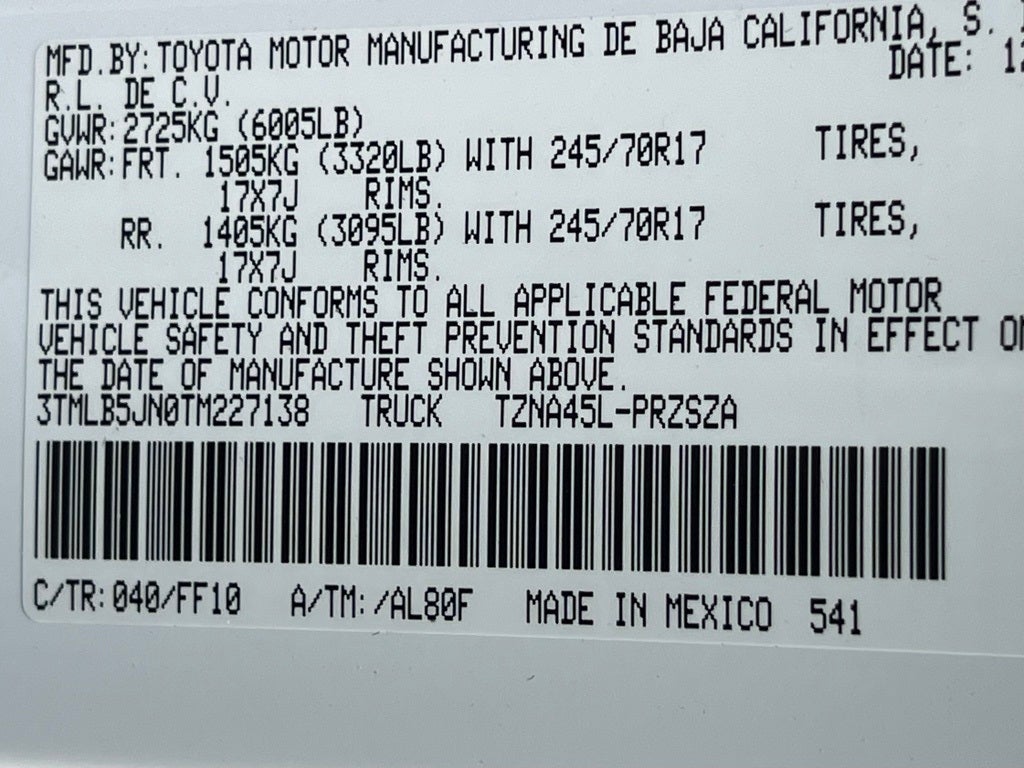 MFD.BY: TOYOTA MOTOR MANUFACTURING DE BAJA CALIFORNIA, S.
R.L. DE C.V. DATE: 12
GVWR: 2725KG (6005LB)
GAWR: FRT. 1505KG (3320LB) WITH 245/70R17 TIRES,
17X7J RIMS.
RR. 1405KG (3095LB) WITH 245/70R17 TIRES,
17X7J RIMS.
THIS VEHICLE CONFORMS TO ALL APPLICABLE FEDERAL MOTOR
VEHICLE SAFETY AND THEFT PREVENTION STANDARDS IN EFFECT ON
THE DATE OF MANUFACTURE SHOWN ABOVE.
3TMLB5JN0TM227138 TRUCK TZNA45L-PRZSZA
C/TR: 040/FF10 A/TM: /AL80F MADE IN MEXICO 541